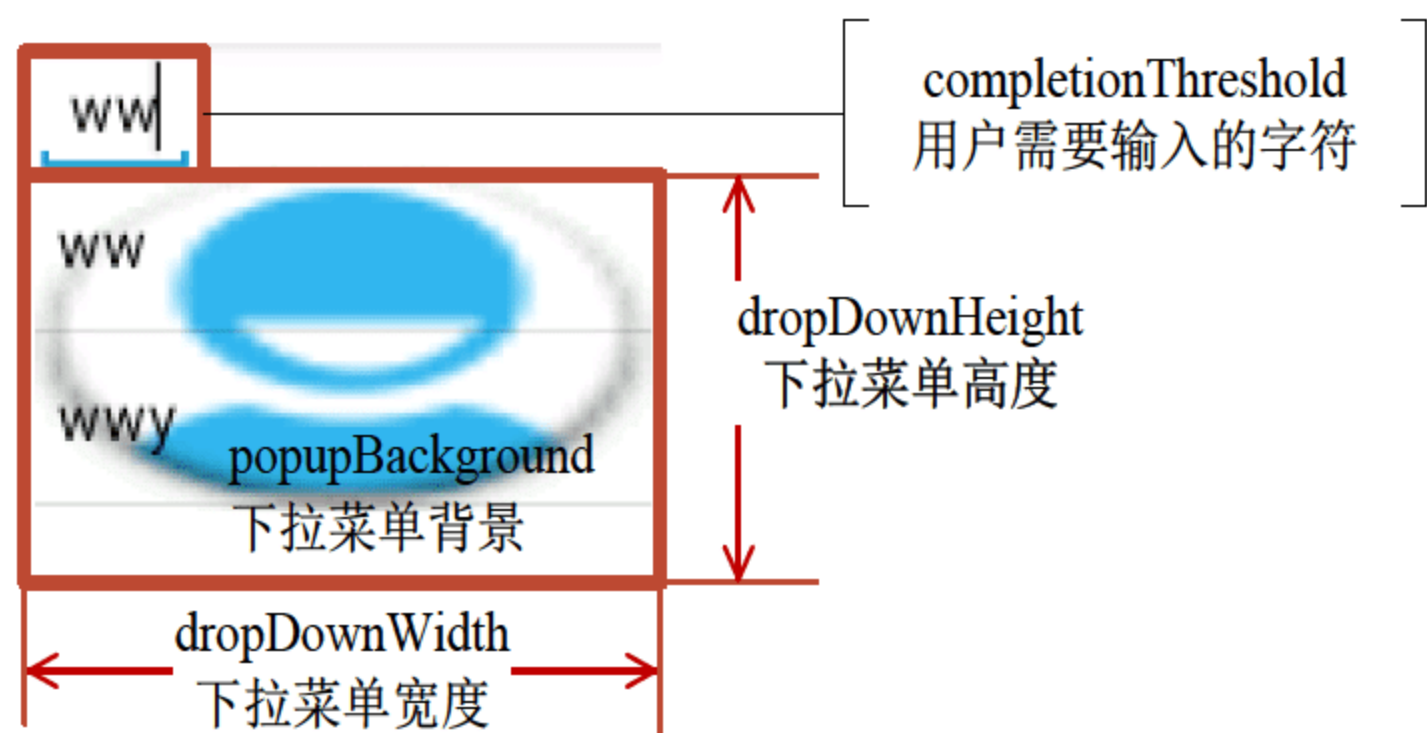 ww
completionThreshold
用户需要输入的字符
ww
dropDownHeight
下拉菜单高度
wwy
popupBackground
下拉菜单背景
dropDownWidth
下拉菜单宽度